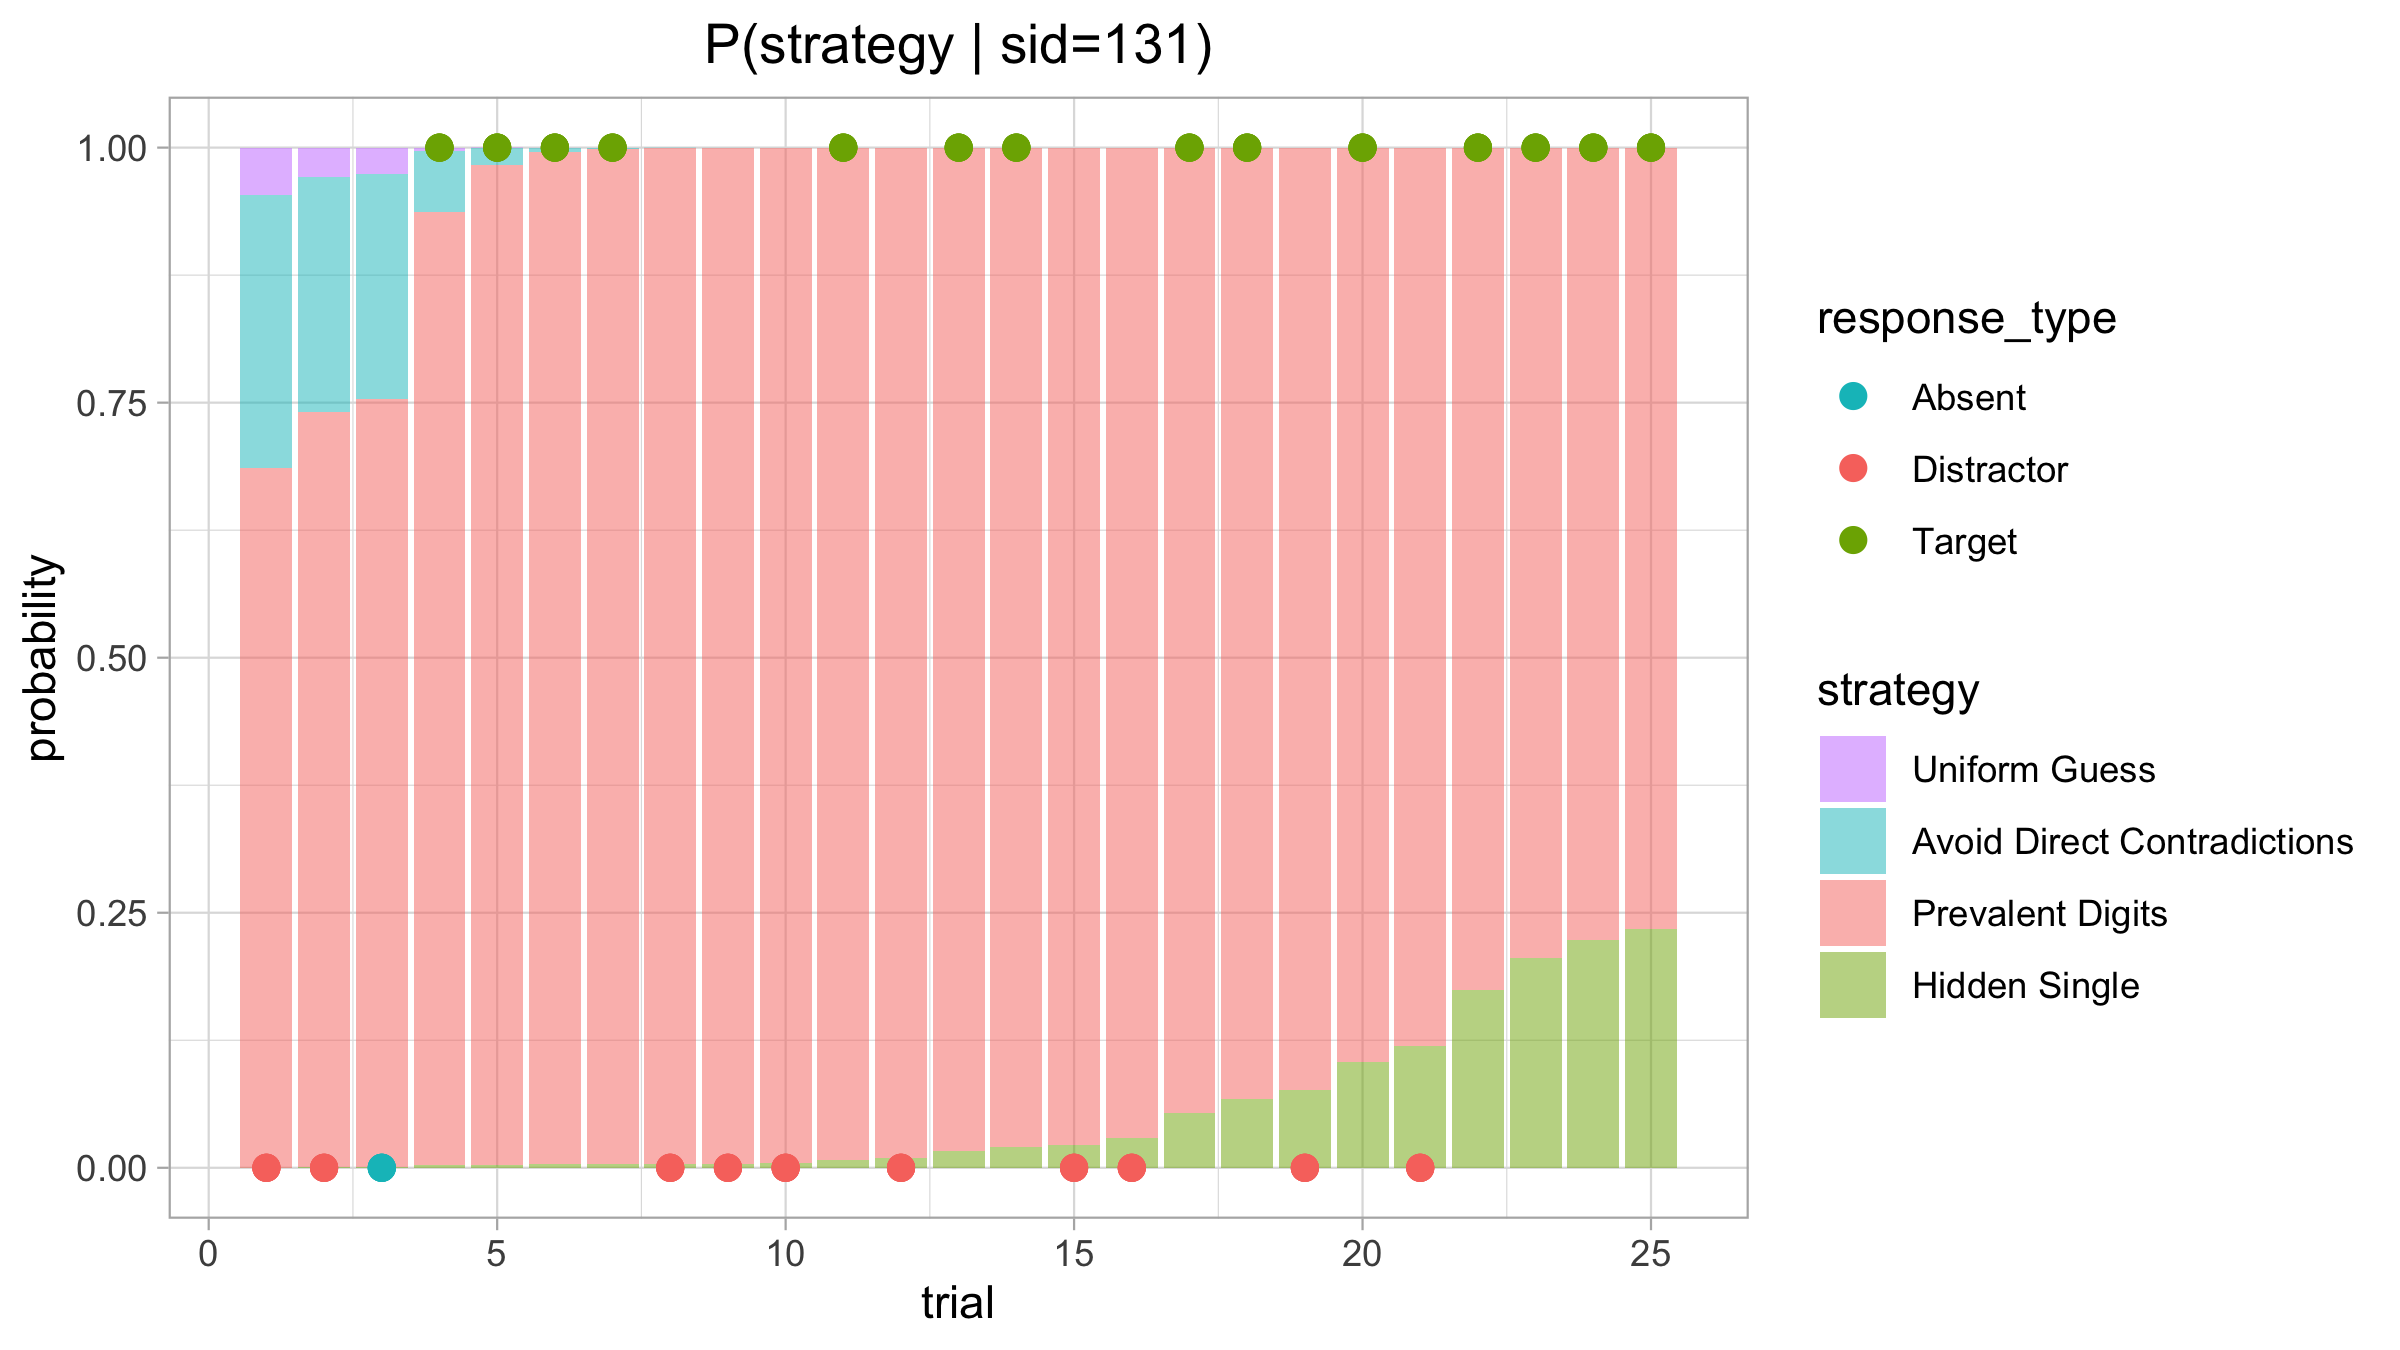 P(strategy | sid=131)
probability
1.00
0.75
0.50
0.25
0.00
0 5 10 15 20 25
trial
response_type
Absent
Distractor
Target
strategy
Uniform Guess
Avoid Direct Contradictions
Prevalent Digits
Hidden Single